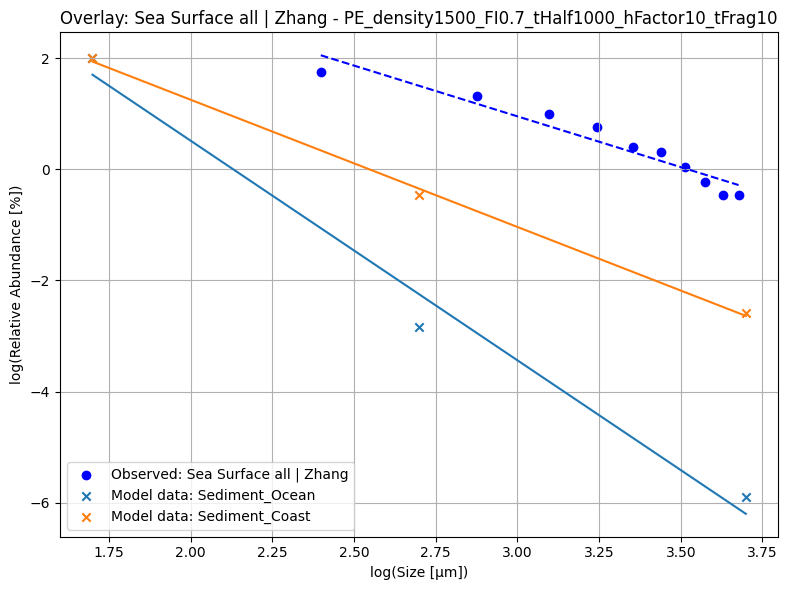 Overlay: Sea Surface all | Zhang - PE_density1500_FI0.7_tHalf1000_hFactor10_tFrag10
log(Relative Abundance [%])
2
0
−2
−4
−6
Observed: Sea Surface all | Zhang
Model data: Sediment_Ocean
Model data: Sediment_Coast
1.75 2.00 2.25 2.50 2.75 3.00 3.25 3.50 3.75
log(Size [μm])